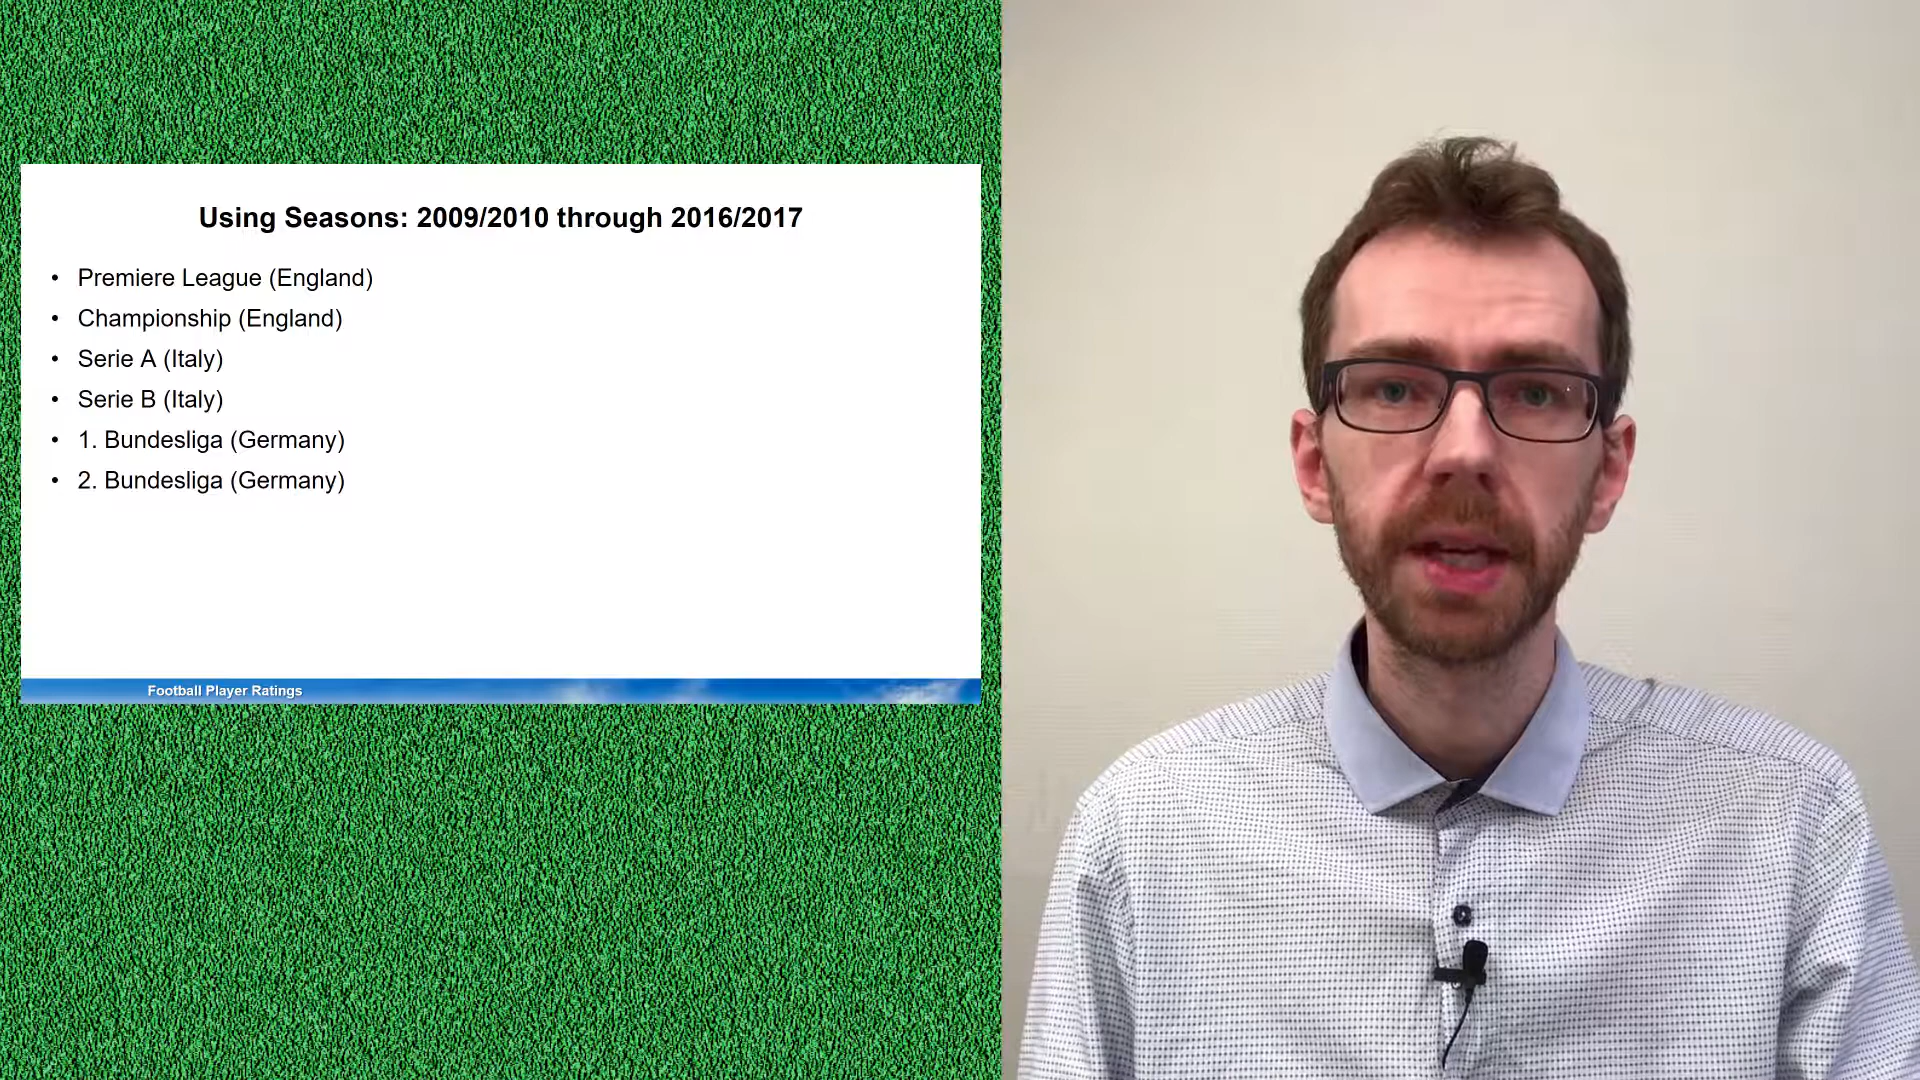 Using Seasons: 2009/2010 through 2016/2017
• Premiere League (England)
• Championship (England)
• Serie A (Italy)
• Serie B (Italy)
• 1. Bundesliga (Germany)
• 2. Bundesliga (Germany)
Football Player Ratings